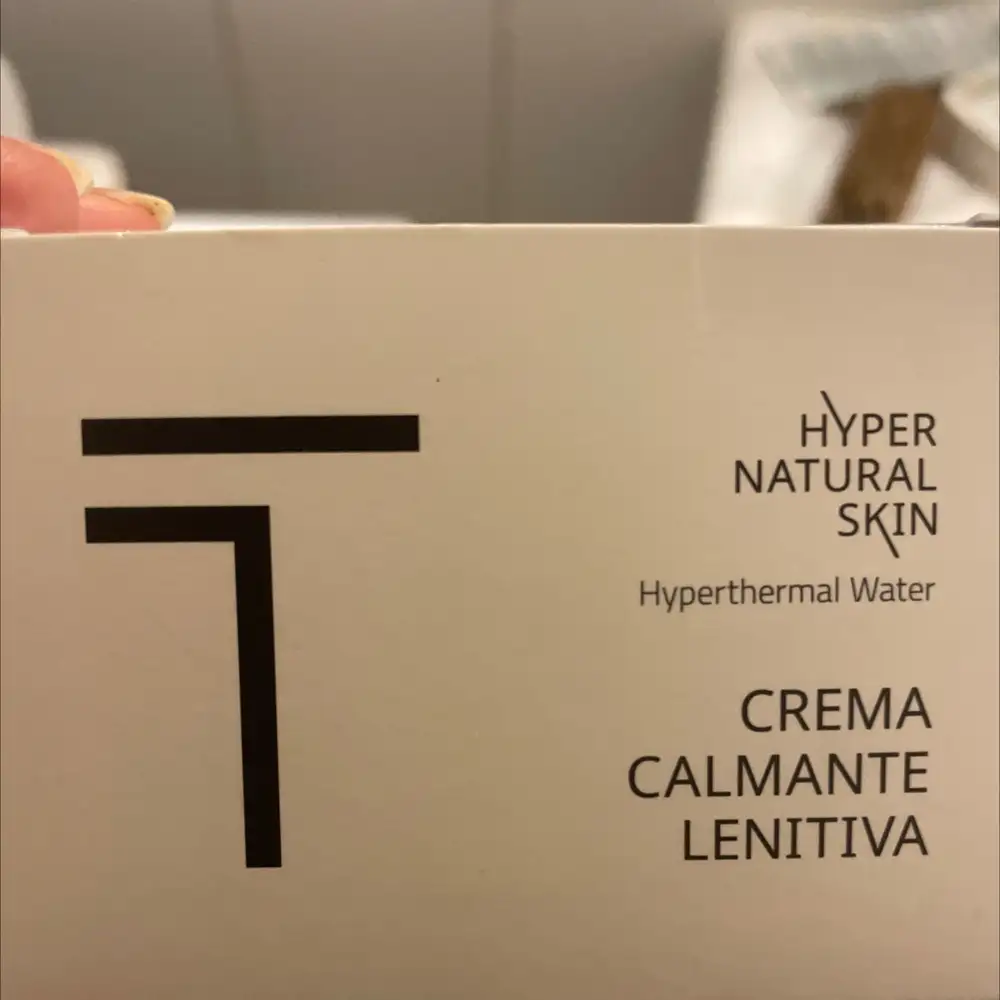 HYPER
NATURAL
SKIN
Hyperthermal Water
CREMA
CALMANTE
LENITIVA